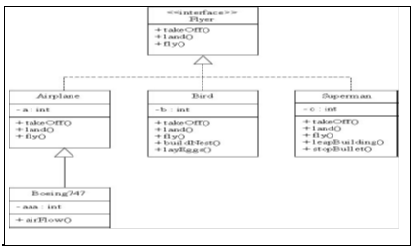 <<interface>>
Flyer
+takeOff()
+land()
+fly()
Airplane
-a : int
+takeOff()
+land()
+fly()
Bird
-b : int
+takeOff()
+land()
+fly()
+buildNest()
+layEggs()
Superman
-c : int
+takeOff()
+land()
+fly()
+leapBuilding()
+stopBullet()
Boeing747
-aaa : int
+airFlow()